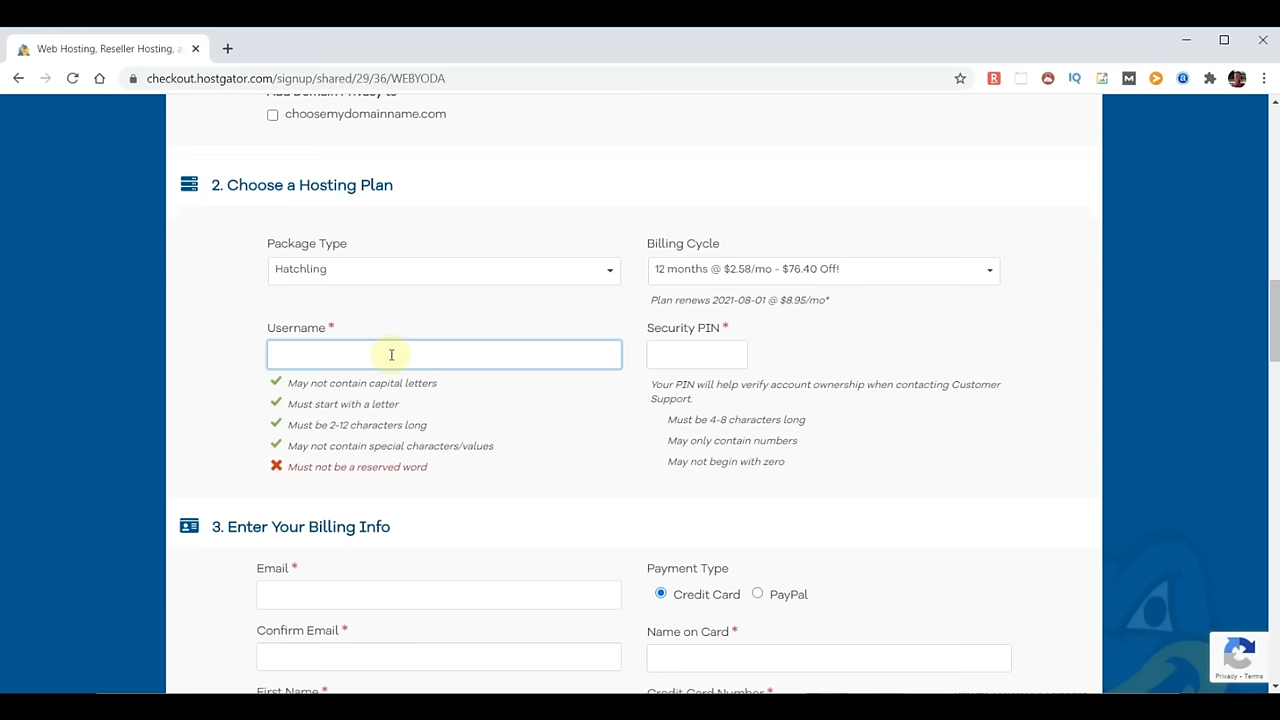 Web Hosting, Reseller Hosting, a
checkout.hostgator.com/signup/shared/29/36/WEBYODA
choosemydomainname.com
2. Choose a Hosting Plan
Package Type
Billing Cycle
Hatchling
12 months @ $2.58/mo - $76.40 Off!
Plan renews 2021-08-01 @ $8.95/mo*
Username *
Security PIN *
May not contain capital letters
Your PIN will help verify account ownership when contacting Customer
Support.
Must start with a letter
Must be 4-8 characters long
Must be 2-12 characters long
May only contain numbers
May not contain special characters/values
May not begin with zero
Must not be a reserved word
3. Enter Your Billing Info
Email *
Payment Type
Credit Card
PayPal
Confirm Email *
Name on Card *
First Name *
Credit Card Number *
Privacy - Terms